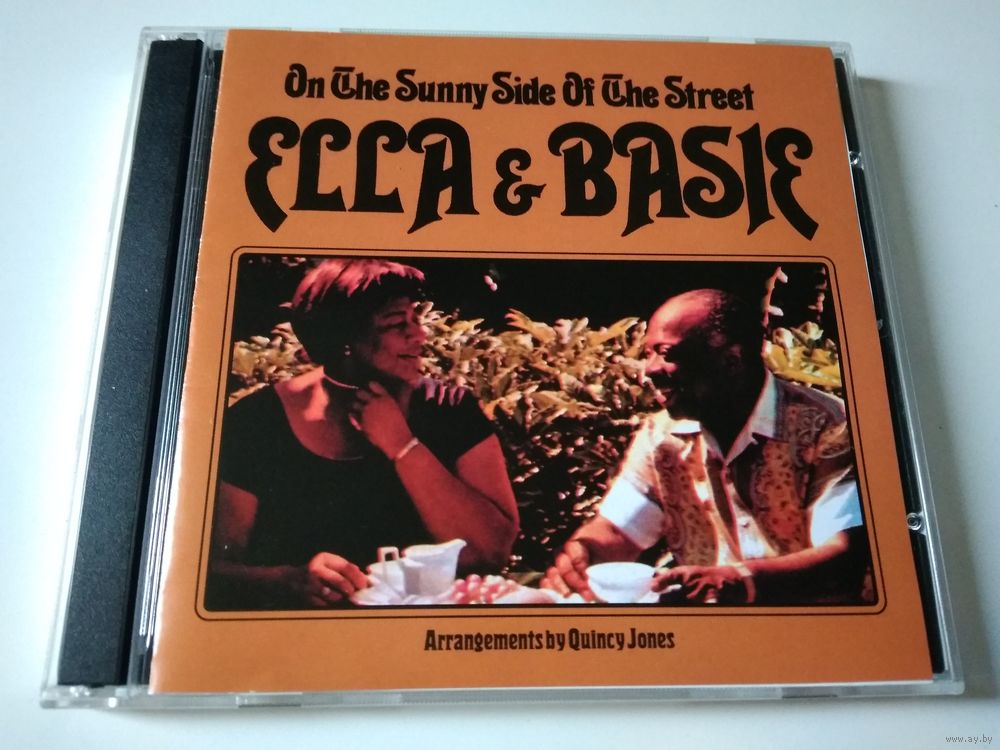 On The Sunny Side Of The Street
ELLA & BASIE
Arrangements by Quincy Jones
www.ay.by